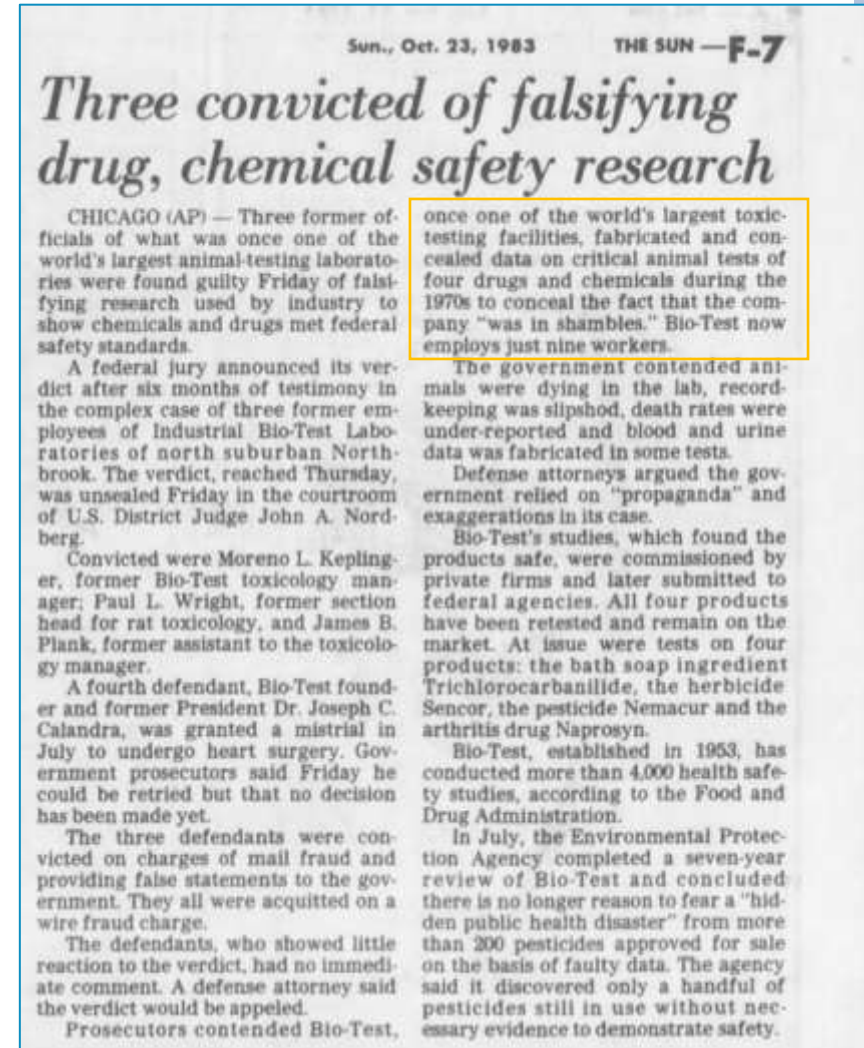 Sun., Oct. 23, 1983 THE SUN — F-7
Three convicted of falsifying
drug, chemical safety research
CHICAGO (AP) — Three former of-
ficials of what was once one of the
world's largest animal-testing laborato-
ries were found guilty Friday of falsi-
fying research used by industry to
show chemicals and drugs met federal
safety standards.
A federal jury announced its ver-
dict after six months of testimony in
the complex case of three former em-
ployees of Industrial Bio-Test Labo-
ratories of north suburban North-
brook. The verdict, reached Thursday,
was unsealed Friday in the courtroom
of U.S. District Judge John A. Nord-
berg.
Convicted were Moreno L. Kepling-
er, former Bio-Test toxicology man-
ager; Paul L. Wright, former section
head for rat toxicology, and James B.
Plank, former assistant to the toxicolo-
gy manager.
A fourth defendant, Bio-Test found-
er and former President Dr. Joseph C.
Calandra, was granted a mistrial in
July to undergo heart surgery. Gov-
ernment prosecutors said Friday he
could be retried but that no decision
has been made yet.
The three defendants were con-
victed on charges of mail fraud and
providing false statements to the gov-
ernment. They all were acquitted on a
wire fraud charge.
The defendants, who showed little
reaction to the verdict, had no immedi-
ate comment. A defense attorney said
the verdict would be appeled.
Prosecutors contended Bio-Test,
once one of the world's largest toxic-
testing facilities, fabricated and con-
cealed data on critical animal tests of
four drugs and chemicals during the
1970s to conceal the fact that the com-
pany "was in shambles." Bio-Test now
employs just nine workers.
The government contended ani-
mals were dying in the lab, record-
keeping was slipshod, death rates were
under-reported and blood and urine
data was fabricated in some tests.
Defense attorneys argued the gov-
ernment relied on "propaganda" and
exaggerations in its case.
Bio-Test's studies, which found the
products safe, were commissioned by
private firms and later submitted to
federal agencies. All four products
have been retested and remain on the
market. At issue were tests on four
products: the bath soap ingredient
Trichlorocarbanilide, the herbicide
Sencor, the pesticide Nemacur and the
arthritis drug Naprosyn.
Bio-Test, established in 1953, has
conducted more than 4,000 health safe-
ty studies, according to the Food and
Drug Administration.
In July, the Environmental Protec-
tion Agency completed a seven-year
review of Bio-Test and concluded
there is no longer reason to fear a "hid-
den public health disaster" from more
than 200 pesticides approved for sale
on the basis of faulty data. The agency
said it discovered only a handful of
pesticides still in use without nec-
essary evidence to demonstrate safety.